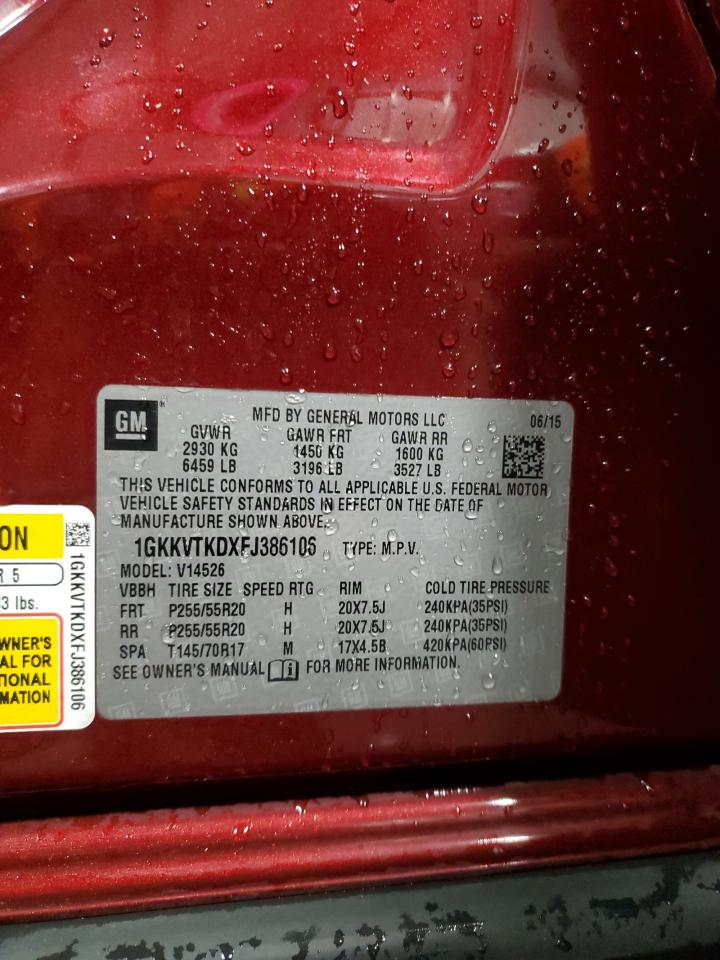 GM
®
MFD BY GENERAL MOTORS LLC
06/15
GVWR GAWR FRT GAWR RR
2930 KG 1450 KG 1600 KG
6459 LB 3196 LB 3527 LB
THIS VEHICLE CONFORMS TO ALL APPLICABLE U.S. FEDERAL MOTOR
VEHICLE SAFETY STANDARDS IN EFFECT ON THE DATE OF
MANUFACTURE SHOWN ABOVE.
1GKKVTKDXFJ386106 TYPE: M.P.V.
MODEL: V14526
VBBH TIRE SIZE SPEED RTG RIM COLD TIRE PRESSURE
FRT P255/55R20 H 20X7.5J 240KPA(35PSI)
RR P255/55R20 H 20X7.5J 240KPA(35PSI)
SPA T145/70R17 M 17X4.5B 420KPA(60PSI)
SEE OWNER'S MANUAL i FOR MORE INFORMATION.
ON
R 5
3 lbs.
WNER'S
AL FOR
TIONAL
MATION
1GKKVTKDXFJ386106